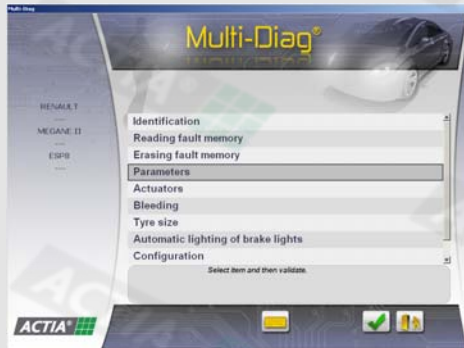 Multi-Diag
Multi-Diag®
RENAULT
---
MEGANE II
---
ESP8
---
Identification
Reading fault memory
Erasing fault memory
Parameters
Actuators
Bleeding
Tyre size
Automatic lighting of brake lights
Configuration
Select item and then validate.
ACTIA®